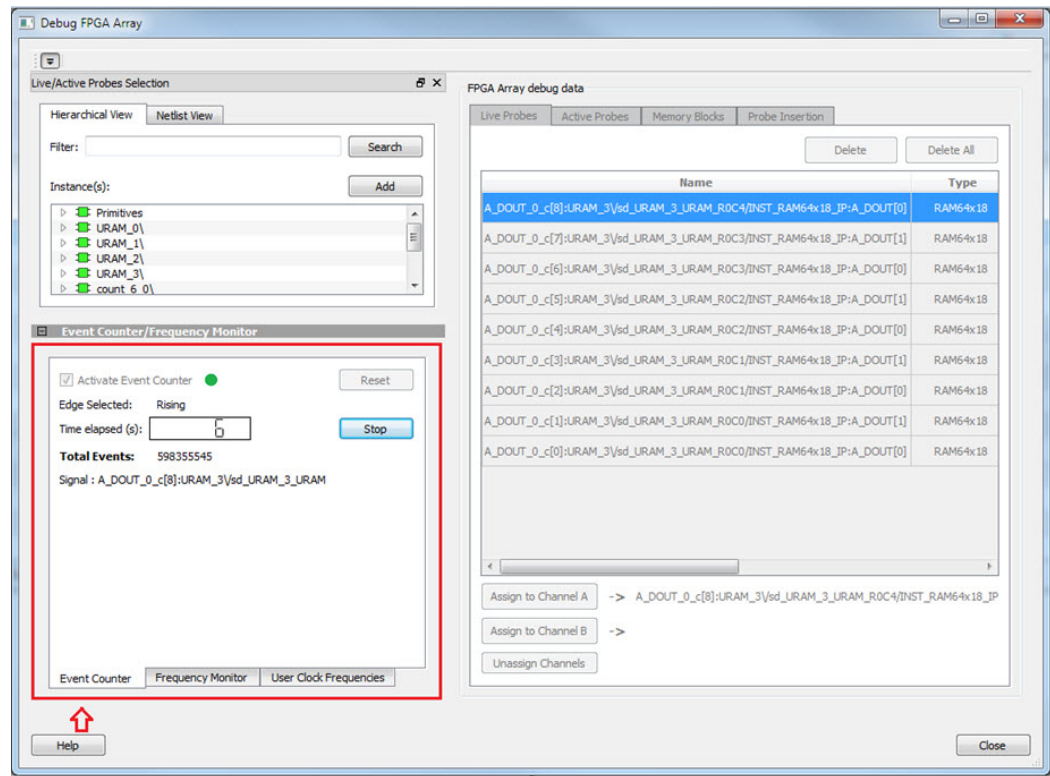 Debug FPGA Array
Live/Active Probes Selection
Hierarchical View
Netlist View
Filter:
Search
Instance(s):
Add
Primitives
URAM_0\
URAM_1\
URAM_2\
URAM_3\
count_6_0\
Event Counter/Frequency Monitor
Activate Event Counter
Reset
Edge Selected: Rising
Time elapsed (s): 6
Stop
Total Events: 598355545
Signal : A_DOUT_0_c[8]:URAM_3\/sd_URAM_3_URAM
Event Counter
Frequency Monitor
User Clock Frequencies
Help
FPGA Array debug data
Live Probes
Active Probes
Memory Blocks
Probe Insertion
Delete
Delete All
Name Type
A_DOUT_0_c[8]:URAM_3\/sd_URAM_3_URAM_R0C4/INST_RAM64x18_IP:A_DOUT[0] RAM64x18
A_DOUT_0_c[7]:URAM_3\/sd_URAM_3_URAM_R0C3/INST_RAM64x18_IP:A_DOUT[1] RAM64x18
A_DOUT_0_c[6]:URAM_3\/sd_URAM_3_URAM_R0C3/INST_RAM64x18_IP:A_DOUT[0] RAM64x18
A_DOUT_0_c[5]:URAM_3\/sd_URAM_3_URAM_R0C2/INST_RAM64x18_IP:A_DOUT[1] RAM64x18
A_DOUT_0_c[4]:URAM_3\/sd_URAM_3_URAM_R0C2/INST_RAM64x18_IP:A_DOUT[0] RAM64x18
A_DOUT_0_c[3]:URAM_3\/sd_URAM_3_URAM_R0C1/INST_RAM64x18_IP:A_DOUT[1] RAM64x18
A_DOUT_0_c[2]:URAM_3\/sd_URAM_3_URAM_R0C1/INST_RAM64x18_IP:A_DOUT[0] RAM64x18
A_DOUT_0_c[1]:URAM_3\/sd_URAM_3_URAM_R0C0/INST_RAM64x18_IP:A_DOUT[1] RAM64x18
A_DOUT_0_c[0]:URAM_3\/sd_URAM_3_URAM_R0C0/INST_RAM64x18_IP:A_DOUT[0] RAM64x18
Assign to Channel A -> A_DOUT_0_c[8]:URAM_3\/sd_URAM_3_URAM_R0C4/INST_RAM64x18_IP
Assign to Channel B ->
Unassign Channels
Close